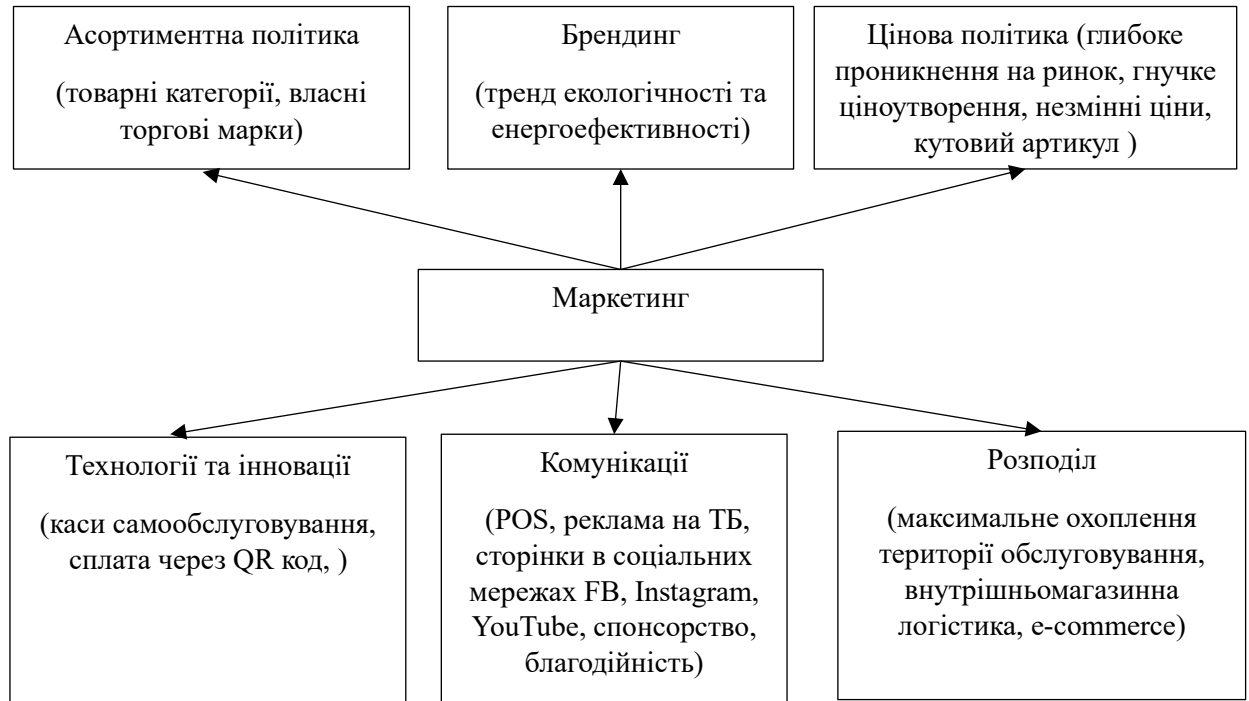 Асортиментна політика
(товарні категорії, власні
торгові марки)
Брендинг
(тренд екологічності та
енергоефективності)
Цінова політика (глибоке
проникнення на ринок, гнучке
ціноутворення, незмінні ціни,
кутовий артикул )
Маркетинг
Технології та інновації
(каси самообслуговування,
сплата через QR код, )
Комунікації
(POS, реклама на ТБ,
сторінки в соціальних
мережах FB, Instagram,
YouTube, спонсорство,
благодійність)
Розподіл
(максимальне охоплення
території обслуговування,
внутрішньомагазинна
логістика, e-commerce)